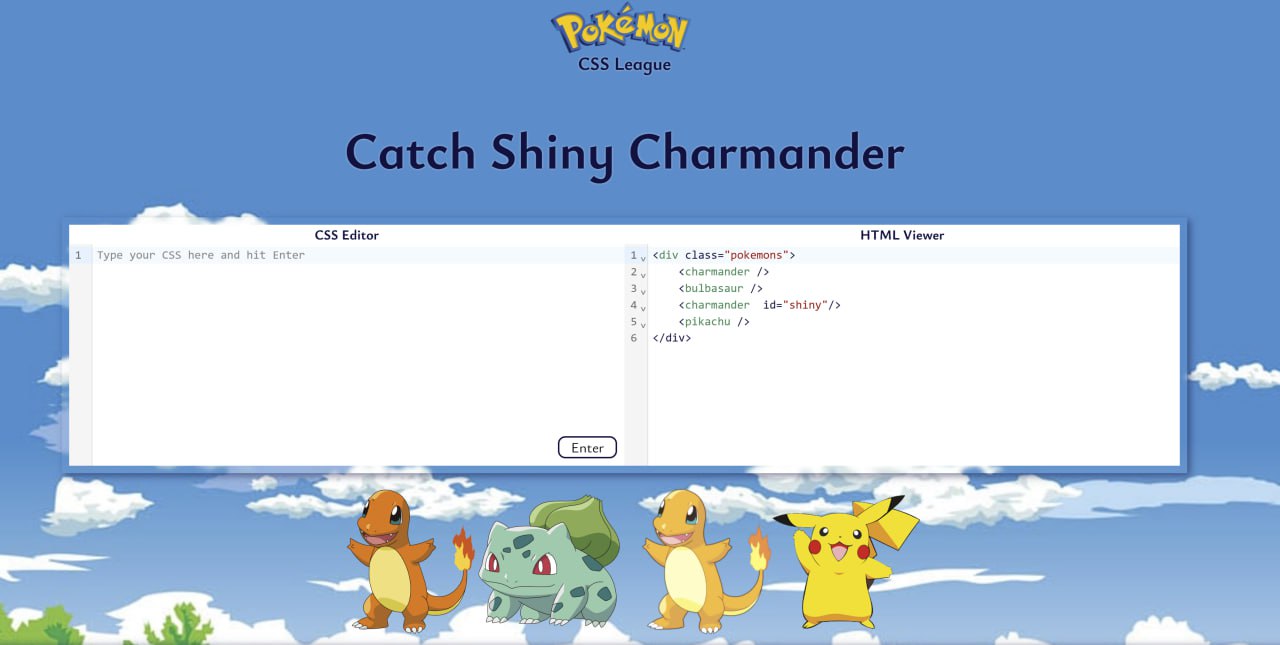 POKéMON
CSS League
Catch Shiny Charmander
CSS Editor
1 Type your CSS here and hit Enter
Enter
HTML Viewer
1 <div class="pokemons">
2 <charmander />
3 <bulbasaur />
4 <charmander  id="shiny"/>
5 <pikachu />
6 </div>